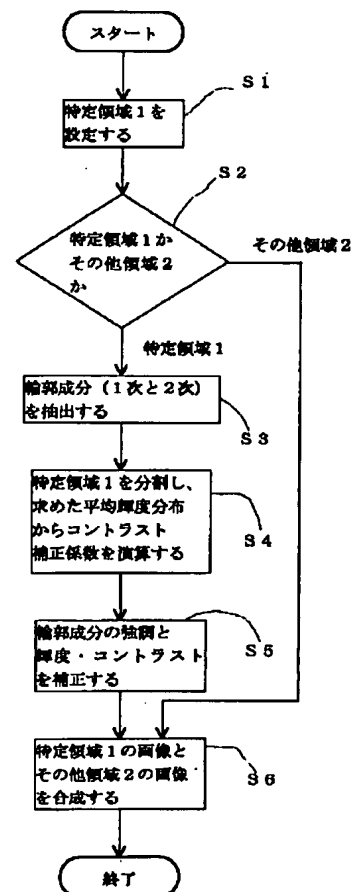 スタート
S1
特定領域1を
設定する
S2
特定領域1か
その他領域2
か
その他領域2
特定領域1
輪郭成分(1次と2次)
を抽出する
S3
特定領域1を分割し、
求めた平均輝度分布
からコントラスト
補正係数を演算する
S4
輪郭成分の強調と
輝度・コントラスト
を補正する
S5
特定領域1の画像と
その他領域2の画像
を合成する
S6
終了